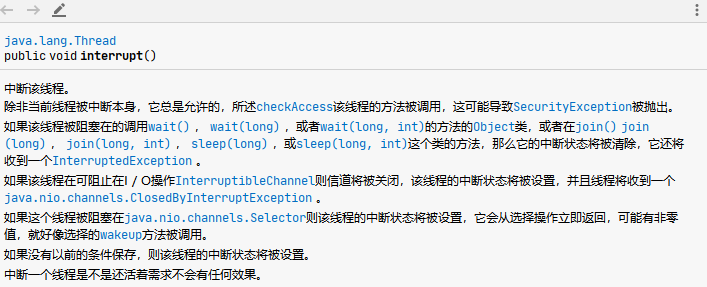 java.lang.Thread
public void interrupt()
中断该线程。
除非当前线程被中断本身，它总是允许的，所述checkAccess该线程的方法被调用，这可能导致SecurityException被抛出。
如果该线程被阻塞在的调用wait() ， wait(long) ，或者wait(long, int)的方法的Object类，或者在join() join
(long) ， join(long, int) ， sleep(long) ，或sleep(long, int)这个类的方法，那么它的中断状态将被清除，它还将
收到一个InterruptedException 。
如果该线程在可阻止在I / O操作InterruptibleChannel则信道将被关闭，该线程的中断状态将被设置，并且线程将收到一个
java.nio.channels.ClosedByInterruptException 。
如果这个线程被阻塞在java.nio.channels.Selector则该线程的中断状态将被设置，它会从选择操作立即返回，可能有非零
值，就好像选择的wakeup方法被调用。
如果没有以前的条件保存，则该线程的中断状态将被设置。
中断一个线程是不是还活着需求不会有任何效果。